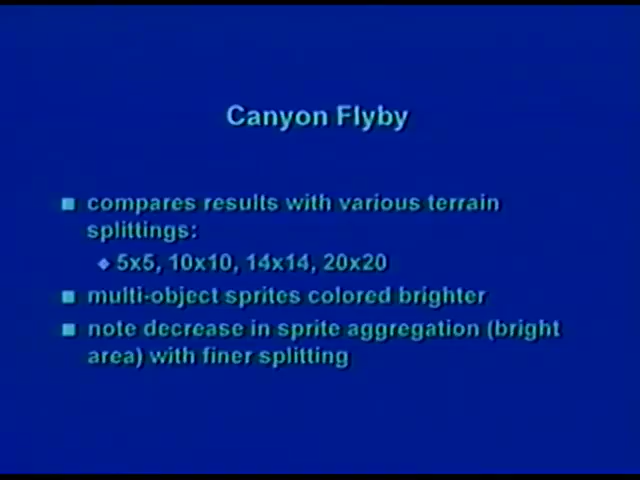 Canyon Flyby
compares results with various terrain
splittings:
5x5, 10x10, 14x14, 20x20
multi-object sprites colored brighter
note decrease in sprite aggregation (bright
area) with finer splitting